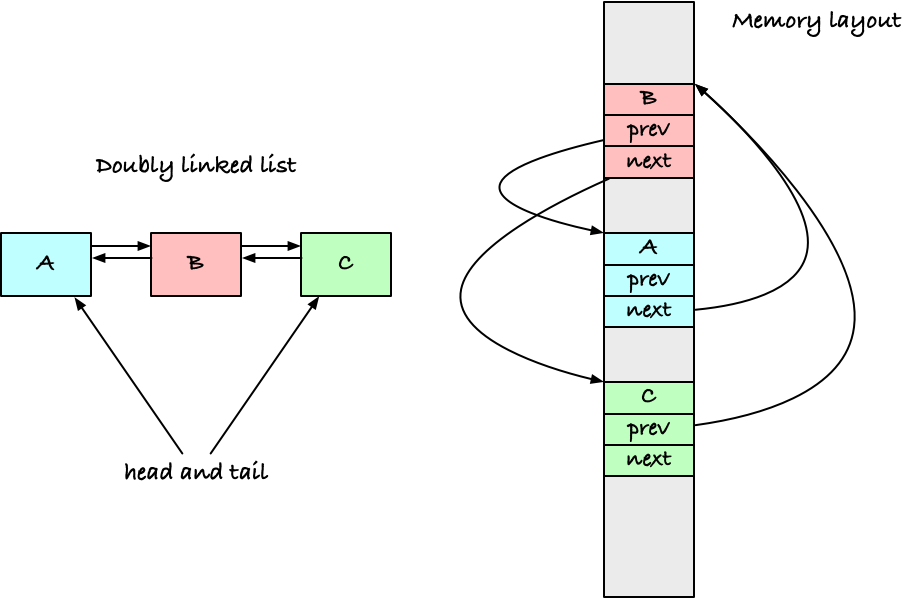 Doubly linked list
A
B
C
head and tail
Memory layout
B
prev
next
A
prev
next
C
prev
next